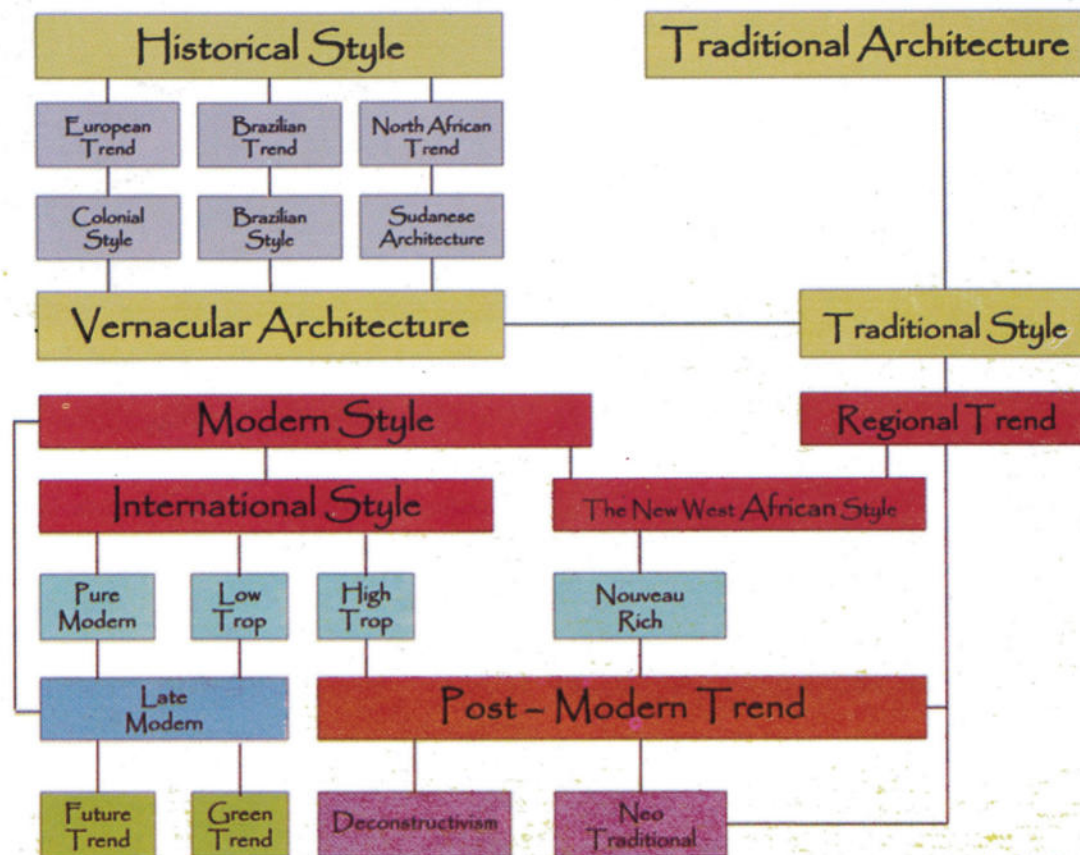 Historical Style
Traditional Architecture
European
Trend
Brazilian
Trend
North African
Trend
Colonial
Style
Brazilian
Style
Sudanese
Architecture
Vernacular Architecture
Traditional Style
Modern Style
Regional Trend
International Style
The New West African Style
Pure
Modern
Low
Trop
High
Trop
Nouveau
Rich
Late
Modern
Post – Modern Trend
Future
Trend
Green
Trend
Deconstructivism
Neo
Traditional